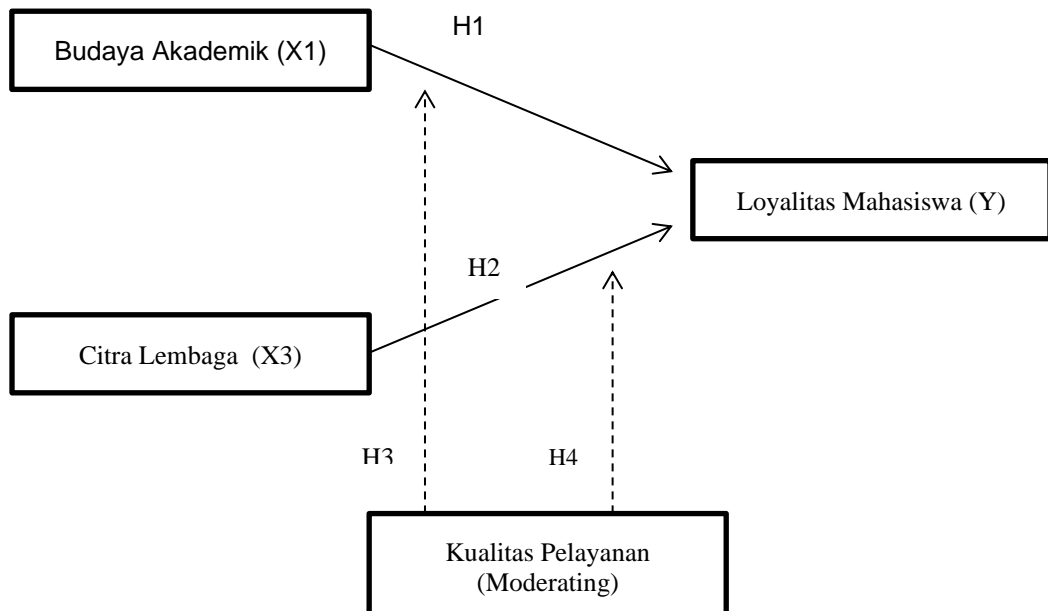 H1
Budaya Akademik (X1)
Loyalitas Mahasiswa (Y)
H2
Citra Lembaga (X3)
H3
H4
Kualitas Pelayanan
(Moderating)